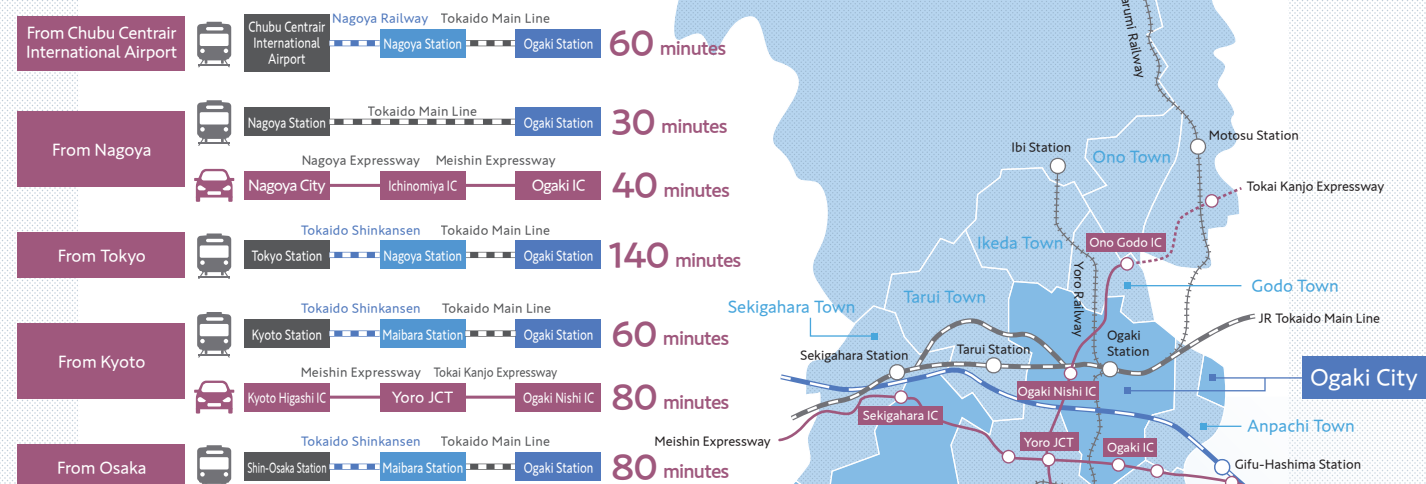 From Chubu Centrair
International Airport
Nagoya Railway
Tokaido Main Line
Chubu Centrair
International
Airport
Nagoya Station
Ogaki Station
60 minutes
From Nagoya
Tokaido Main Line
Nagoya Station
Ogaki Station
30 minutes
Nagoya Expressway
Meishin Expressway
Nagoya City
Ichinomiya IC
Ogaki IC
40 minutes
From Tokyo
Tokaido Shinkansen
Tokaido Main Line
Tokyo Station
Nagoya Station
Ogaki Station
140 minutes
From Kyoto
Tokaido Shinkansen
Tokaido Main Line
Kyoto Station
Maibara Station
Ogaki Station
60 minutes
Meishin Expressway
Tokai Kanjo Expressway
Kyoto Higashi IC
Yoro JCT
Ogaki Nishi IC
80 minutes
From Osaka
Tokaido Shinkansen
Tokaido Main Line
Shin-Osaka Station
Maibara Station
Ogaki Station
80 minutes
Railway
Motosu Station
Ibi Station
Ono Town
Tokai Kanjo Expressway
Ikeda Town
Ono Godo IC
Yoro Railway
Godo Town
Tarui Town
Sekigahara Town
JR Tokaido Main Line
Ogaki
Station
Tarui Station
Sekigahara Station
Ogaki City
Ogaki Nishi IC
Sekigahara IC
Anpachi Town
Meishin Expressway
Yoro JCT
Ogaki IC
Gifu-Hashima Station